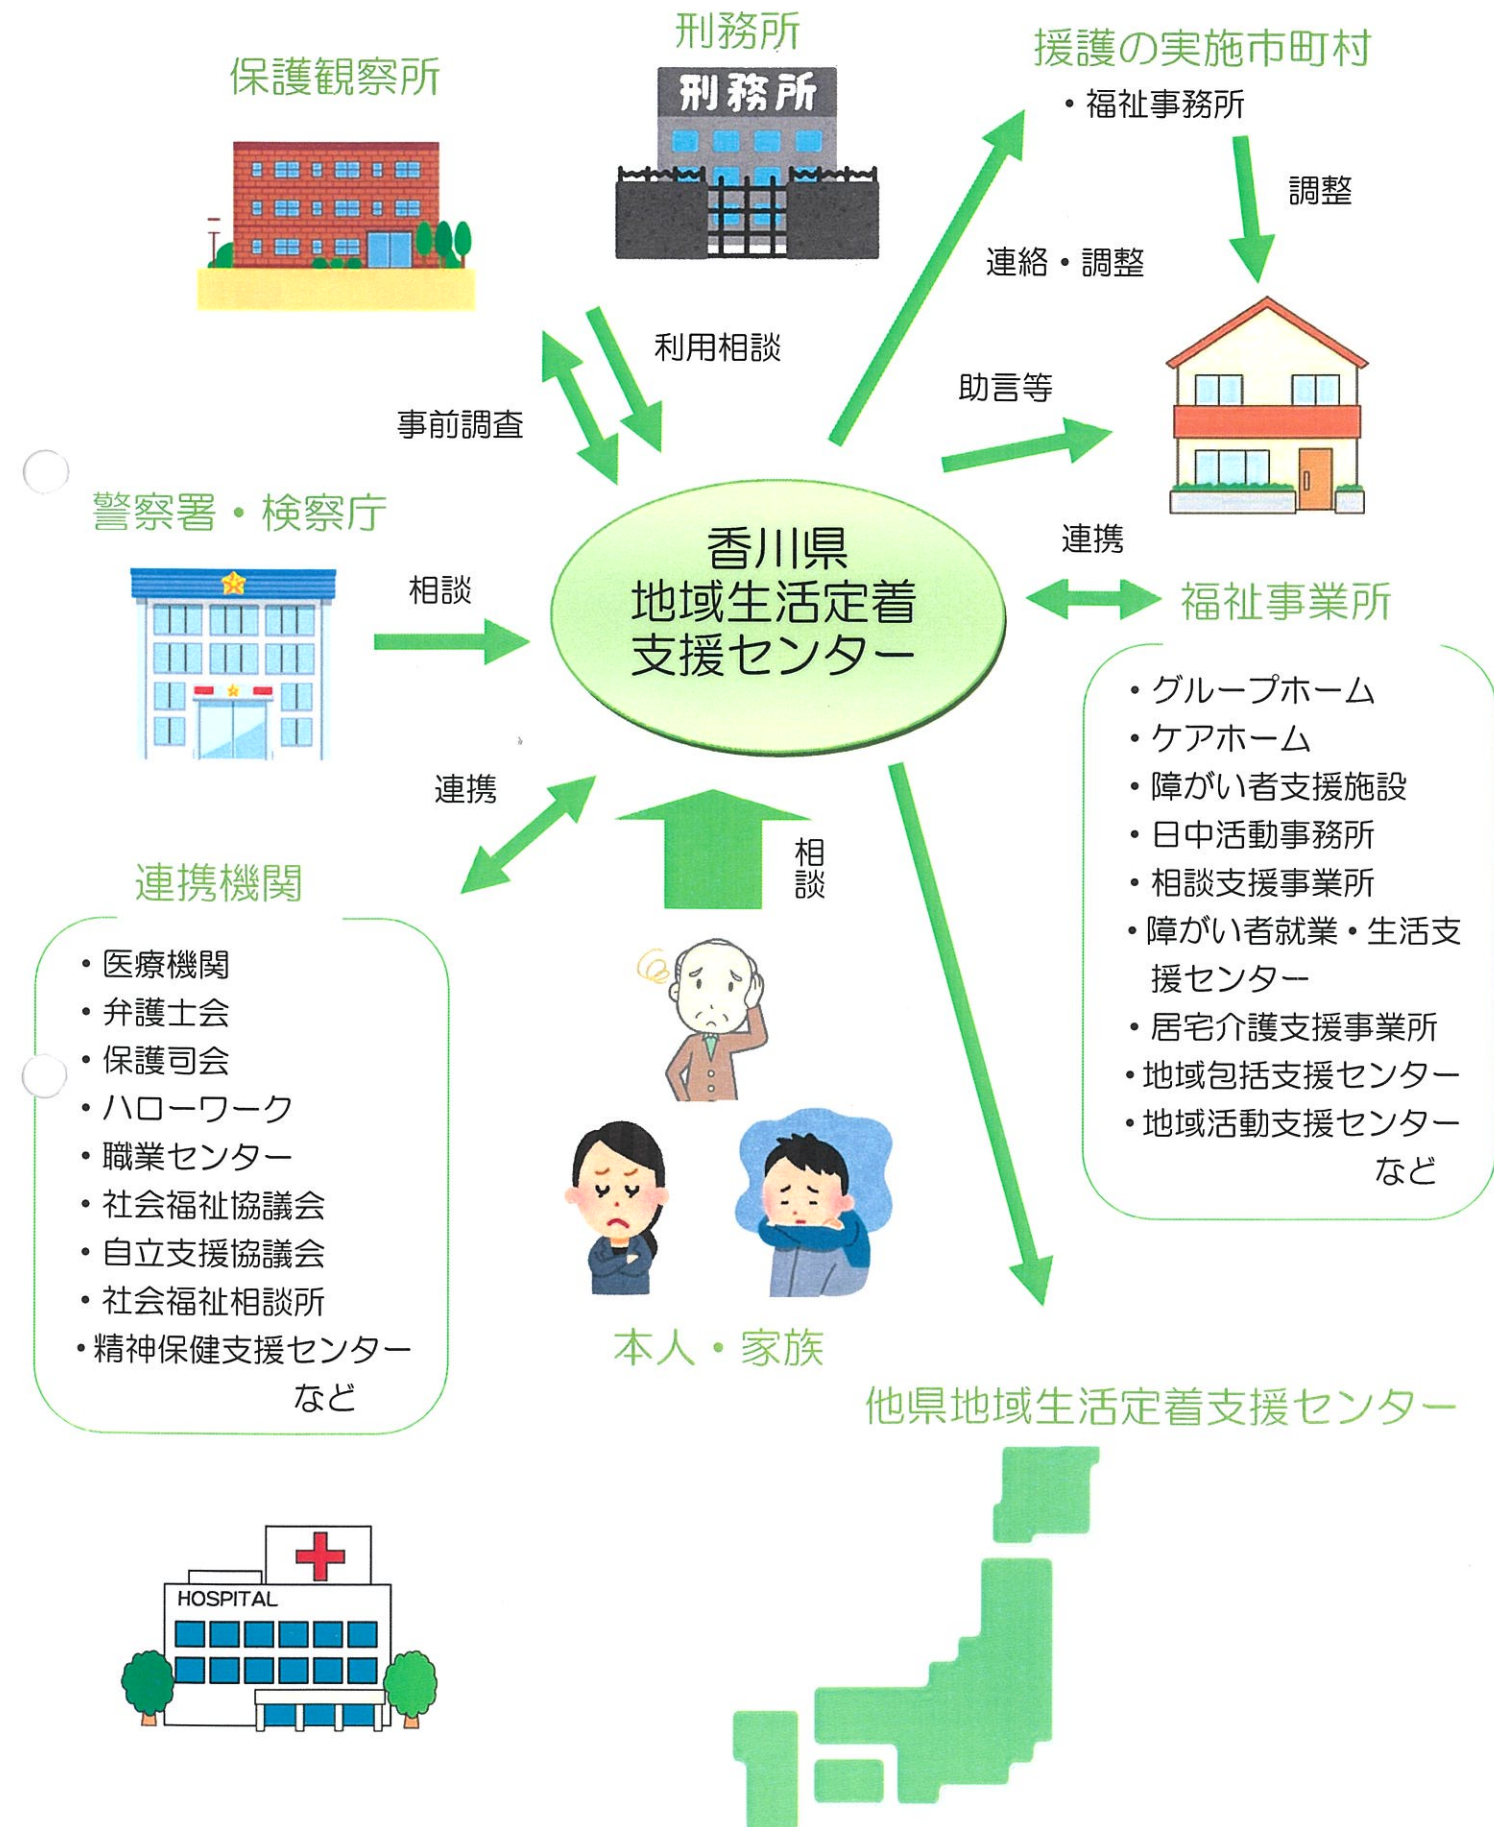 刑務所
保護観察所
援護の実施市町村
刑務所
・福祉事務所
調整
連絡・調整
利用相談
助言等
事前調査
警察署・検察庁
連携
相談
香川県
地域生活定着
支援センター
福祉事業所
・グループホーム
・ケアホーム
・障がい者支援施設
・日中活動事務所
・相談支援事業所
・障がい者就業・生活支
援センター
・居宅介護支援事業所
・地域包括支援センター
・地域活動支援センター
など
連携
相談
連携機関
・医療機関
・弁護士会
・保護司会
・ハローワーク
・職業センター
・社会福祉協議会
・自立支援協議会
・社会福祉相談所
・精神保健支援センター
など
本人・家族
他県地域生活定着支援センター
HOSPITAL